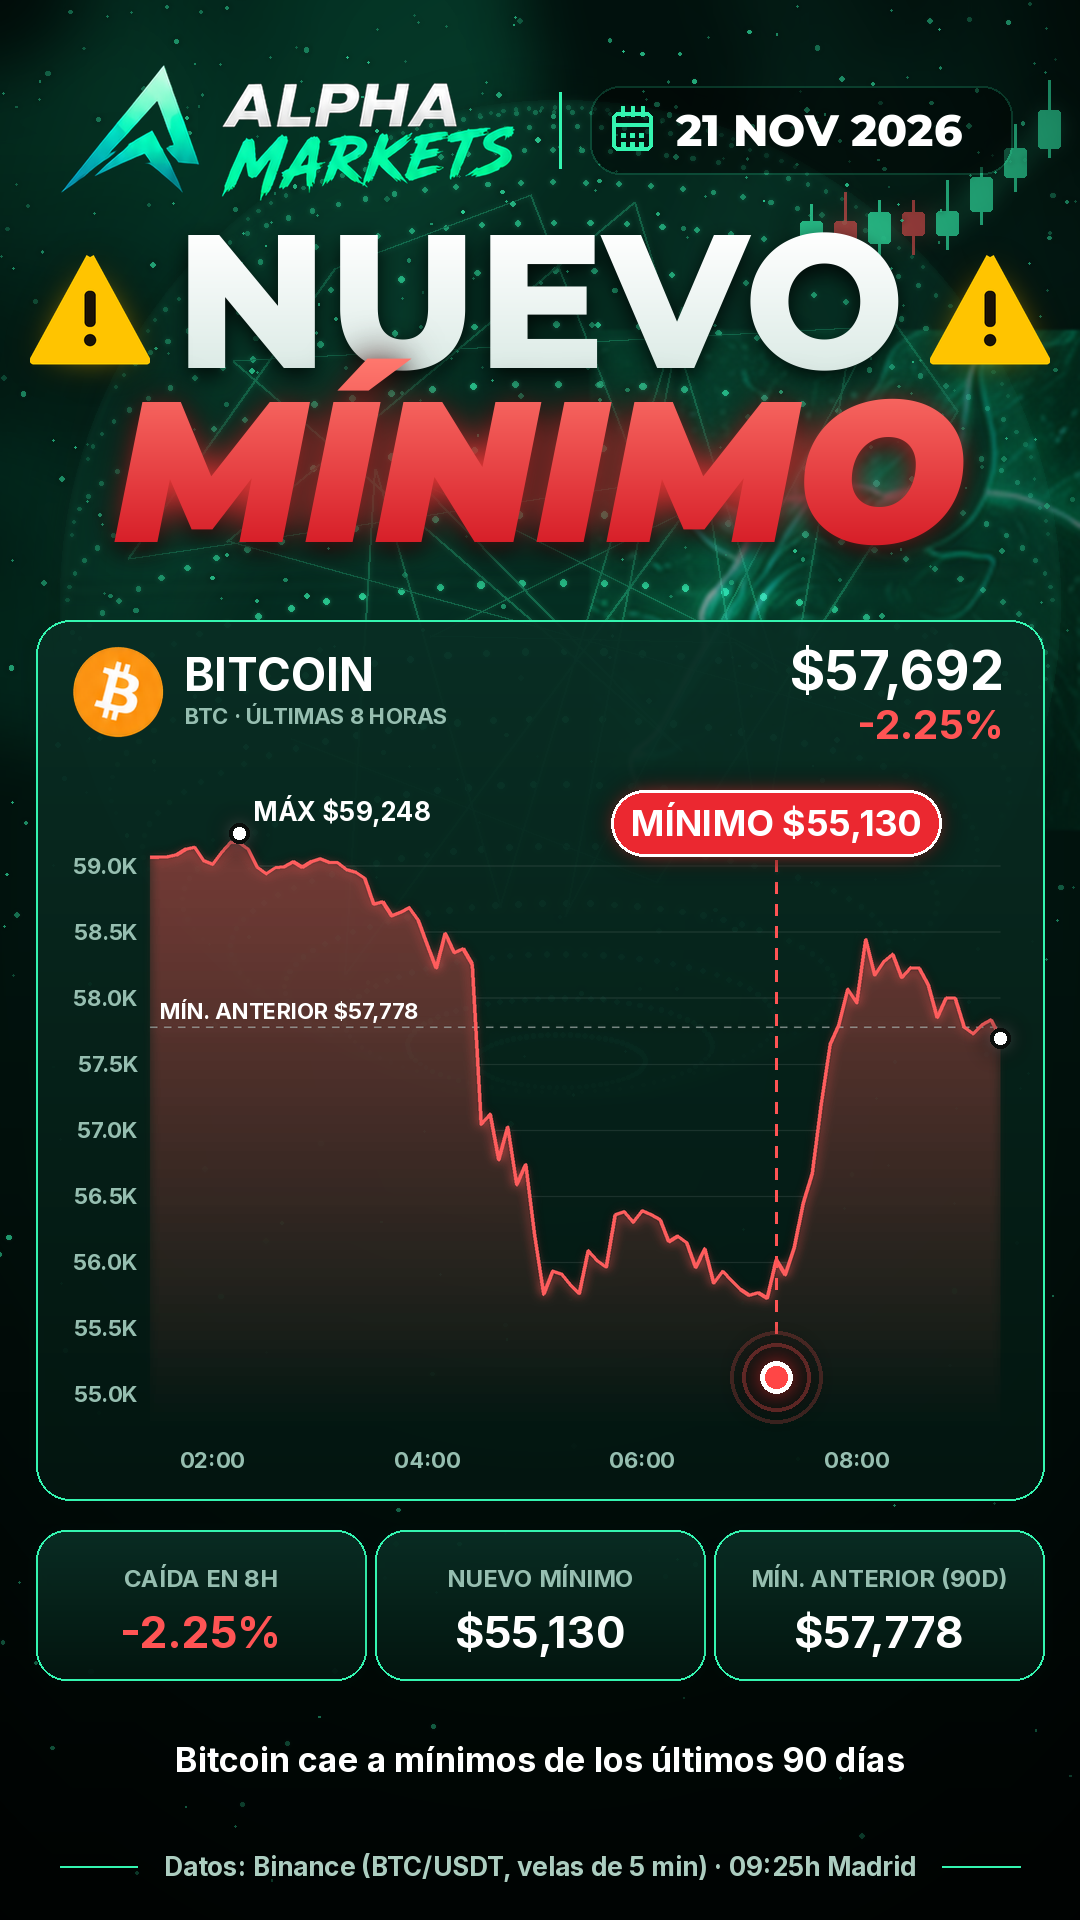 ALPHA
MARKETS
21 NOV 2026
NUEVO
MÍNIMO
BITCOIN
BTC · ÚLTIMAS 8 HORAS
$57,692
-2.25%
MÁX $59,248
MÍNIMO $55,130
59.0K
58.5K
58.0K
MÍN. ANTERIOR $57,778
57.5K
57.0K
56.5K
56.0K
55.5K
55.0K
02:00 04:00 06:00 08:00
CAÍDA EN 8H
-2.25%
NUEVO MÍNIMO
$55,130
MÍN. ANTERIOR (90D)
$57,778
Bitcoin cae a mínimos de los últimos 90 días
Datos: Binance (BTC/USDT, velas de 5 min) · 09:25h Madrid